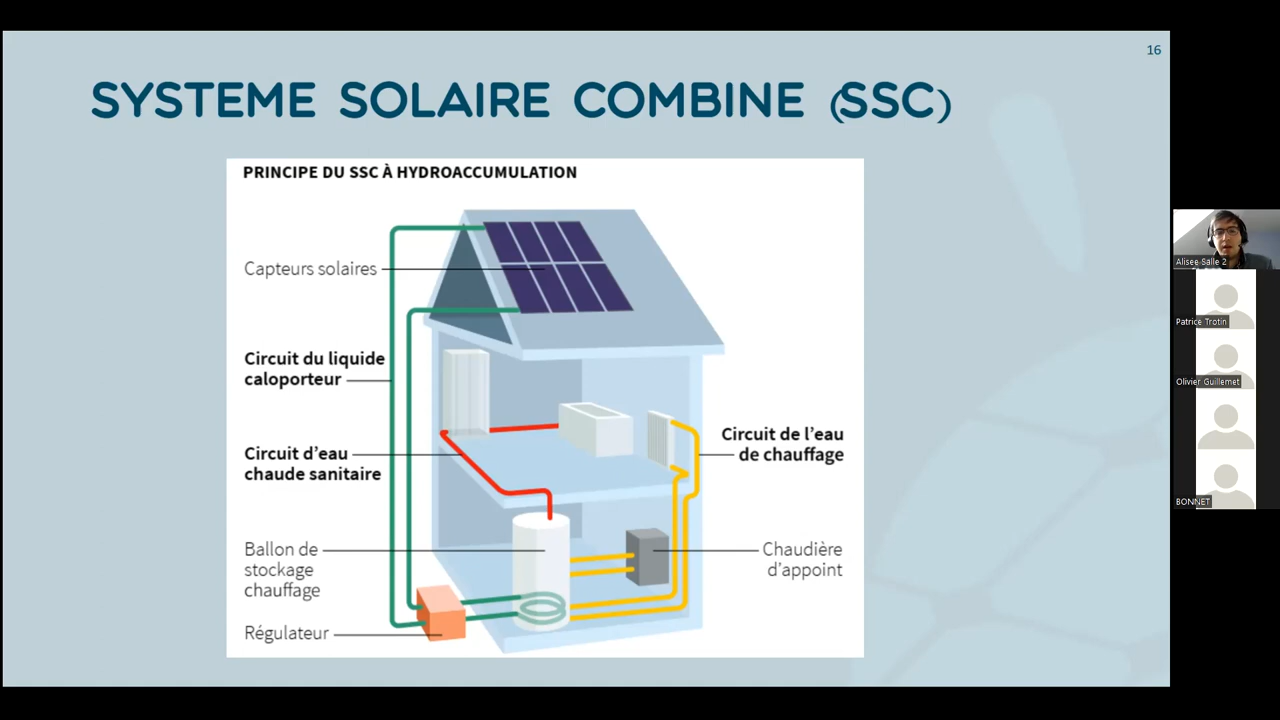 16
SYSTEME SOLAIRE COMBINE (SSC)
PRINCIPE DU SSC À HYDROACCUMULATION
Capteurs solaires
Circuit du liquide
caloporteur
Circuit d'eau
chaude sanitaire
Circuit de l'eau
de chauffage
Ballon de
stockage
chauffage
Chaudière
d'appoint
Régulateur
Alisee Salle 2
Patrice Trotin
Olivier Guillemet
BONNET